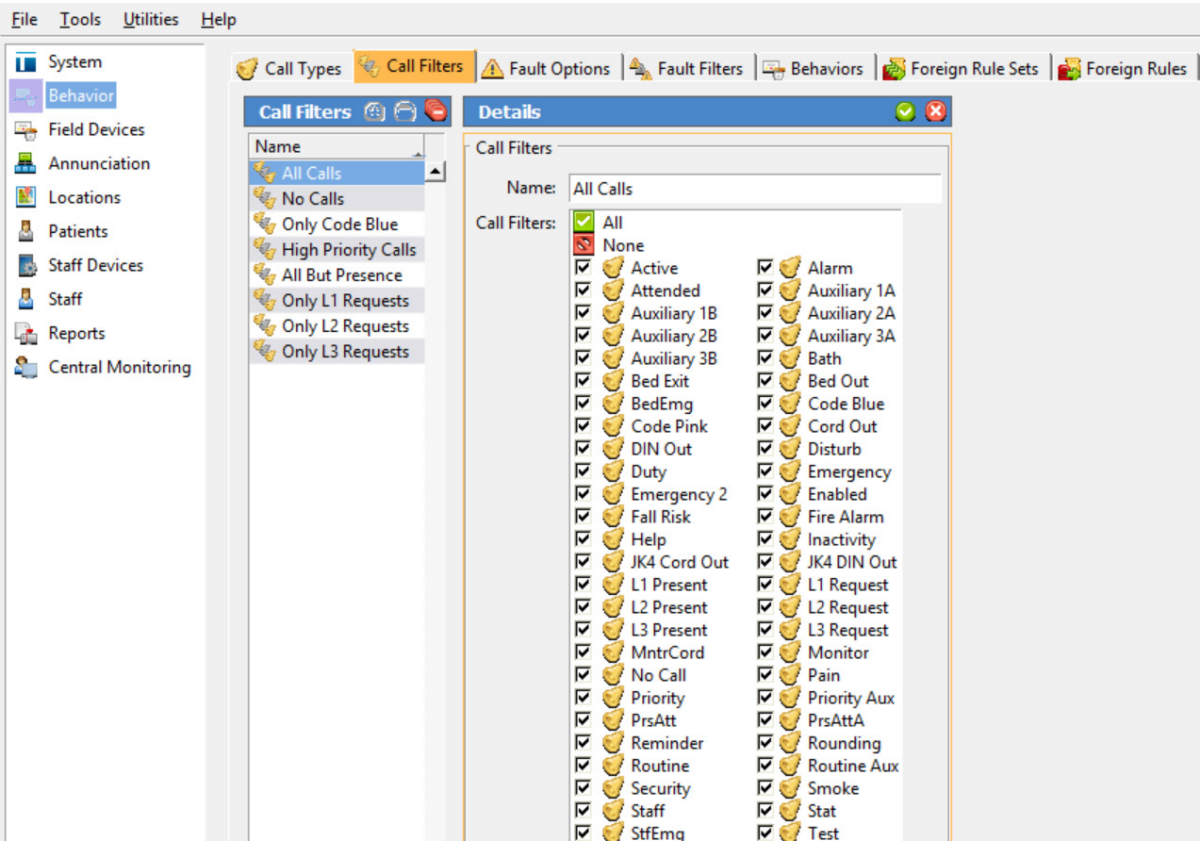 File Tools Utilities Help
System
Behavior
Field Devices
Annunciation
Locations
Patients
Staff Devices
Staff
Reports
Central Monitoring
Call Types Call Filters Fault Options Fault Filters Behaviors Foreign Rule Sets Foreign Rules
Call Filters
Name
All Calls
No Calls
Only Code Blue
High Priority Calls
All But Presence
Only L1 Requests
Only L2 Requests
Only L3 Requests
Details
Call Filters
Name: All Calls
Call Filters: All
None
Active Alarm
Attended Auxiliary 1A
Auxiliary 1B Auxiliary 2A
Auxiliary 2B Auxiliary 3A
Auxiliary 3B Bath
Bed Exit Bed Out
BedEmg Code Blue
Code Pink Cord Out
DIN Out Disturb
Duty Emergency
Emergency 2 Enabled
Fall Risk Fire Alarm
Help Inactivity
JK4 Cord Out JK4 DIN Out
L1 Present L1 Request
L2 Present L2 Request
L3 Present L3 Request
MntrCord Monitor
No Call Pain
Priority Priority Aux
PrsAtt PrsAttA
Reminder Rounding
Routine Routine Aux
Security Smoke
Staff Stat
StfEmg Test